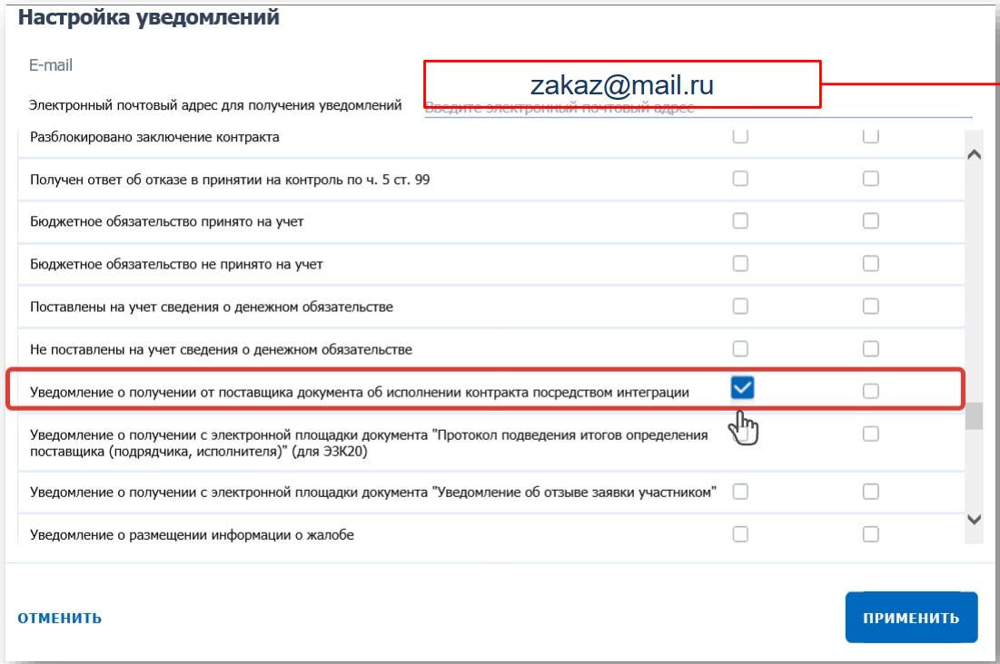 Настройка уведомлений
E-mail
zakaz@mail.ru
Электронный почтовый адрес для получения уведомлений
Введите электронный почтовый адрес
Разблокировано заключение контракта
Получен ответ об отказе в принятии на контроль по ч. 5 ст. 99
Бюджетное обязательство принято на учет
Бюджетное обязательство не принято на учет
Поставлены на учет сведения о денежном обязательстве
Не поставлены на учет сведения о денежном обязательстве
Уведомление о получении от поставщика документа об исполнении контракта посредством интеграции
Уведомление о получении с электронной площадки документа "Протокол подведения итогов определения
поставщика (подрядчика, исполнителя)" (для ЭЗК20)
Уведомление о получении с электронной площадки документа "Уведомление об отзыве заявки участником"
Уведомление о размещении информации о жалобе
ОТМЕНИТЬ
ПРИМЕНИТЬ